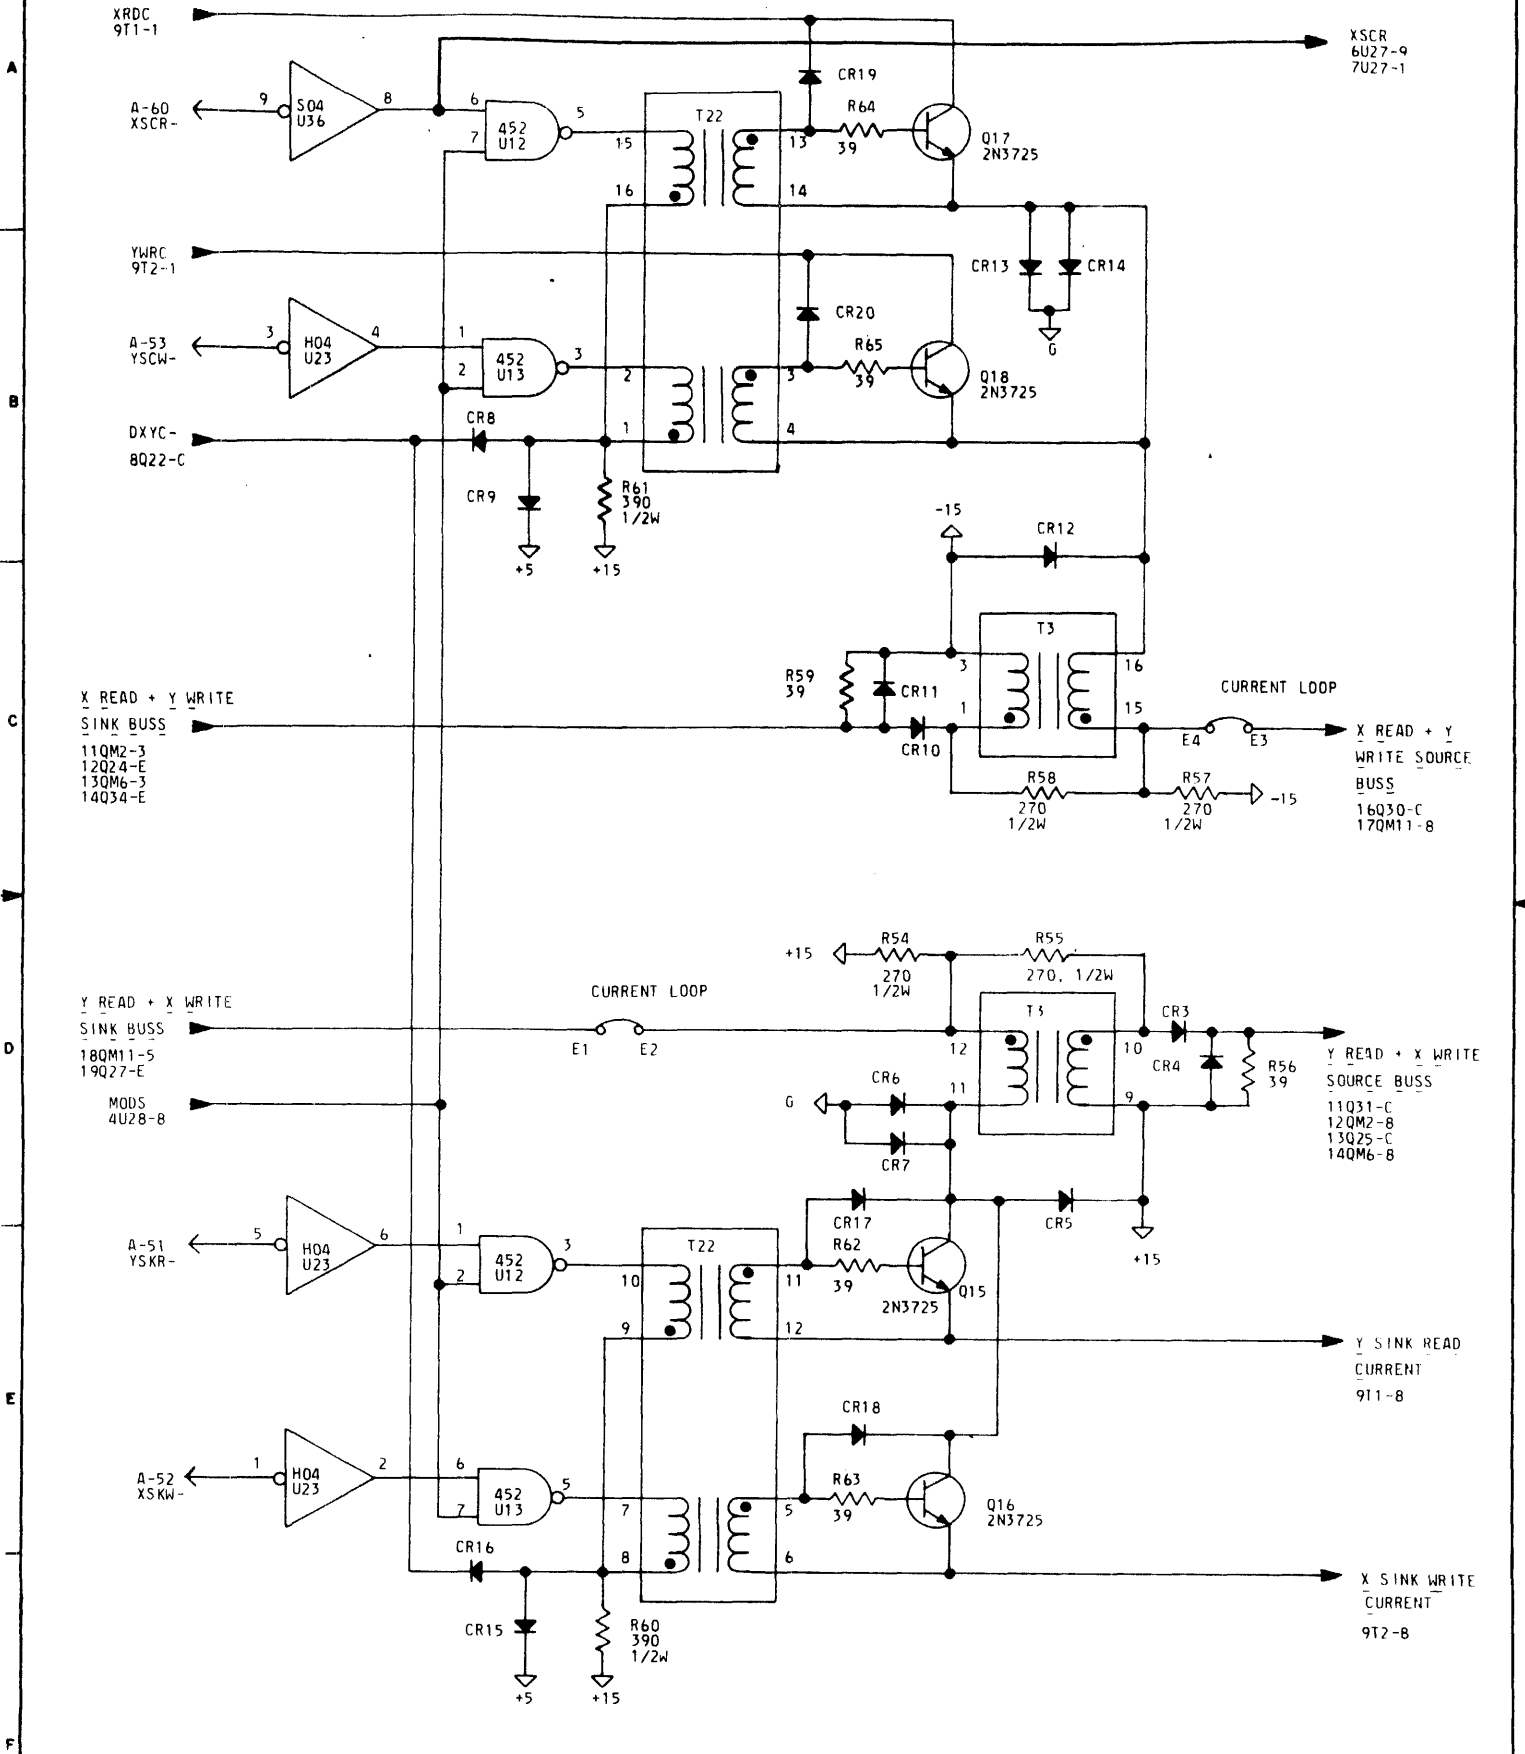 XRDC
9T1-1
XSCR
6U27-9
7U27-1
A
A-60
XSCR-
9
S04
U36
8
6
7
452
U12
5
15
16
T22
13
14
CR19
R64
39
Q17
2N3725
YWRC
9T2-1
CR13
CR14
G
CR20
A-53
YSCW-
3
H04
U23
4
1
2
452
U13
3
2
1
3
4
R65
39
Q18
2N3725
B
DXYC-
8Q22-C
CR8
CR9
+5
R61
390
1/2W
+15
-15
CR12
T3
3
16
1
15
R59
39
CR11
CR10
C
X READ + Y WRITE
SINK BUSS
11QM2-3
12Q24-E
13QM6-3
14Q34-E
CURRENT LOOP
E4
E3
X READ + Y
WRITE SOURCE
BUSS
16Q30-C
17QM11-8
R58
270
1/2W
R57
270
1/2W
-15
+15
R54
270
1/2W
R55
270, 1/2W
D
Y READ + X WRITE
SINK BUSS
18QM11-5
19Q27-E
CURRENT LOOP
E1
E2
T3
12
10
11
9
CR3
CR4
R56
39
Y READ + X WRITE
SOURCE BUSS
11Q31-C
12QM2-8
13Q25-C
14QM6-8
MODS
4U28-8
G
CR6
CR7
CR17
CR5
+15
A-51
YSKR-
5
H04
U23
6
1
2
452
U12
3
10
9
T22
11
12
R62
39
2N3725
Q15
Y SINK READ
CURRENT
9T1-8
E
CR18
A-52
XSKW-
1
H04
U23
2
6
7
452
U13
5
7
8
5
6
R63
39
Q16
2N3725
CR16
CR15
+5
R60
390
1/2W
+15
X SINK WRITE
CURRENT
9T2-8
F